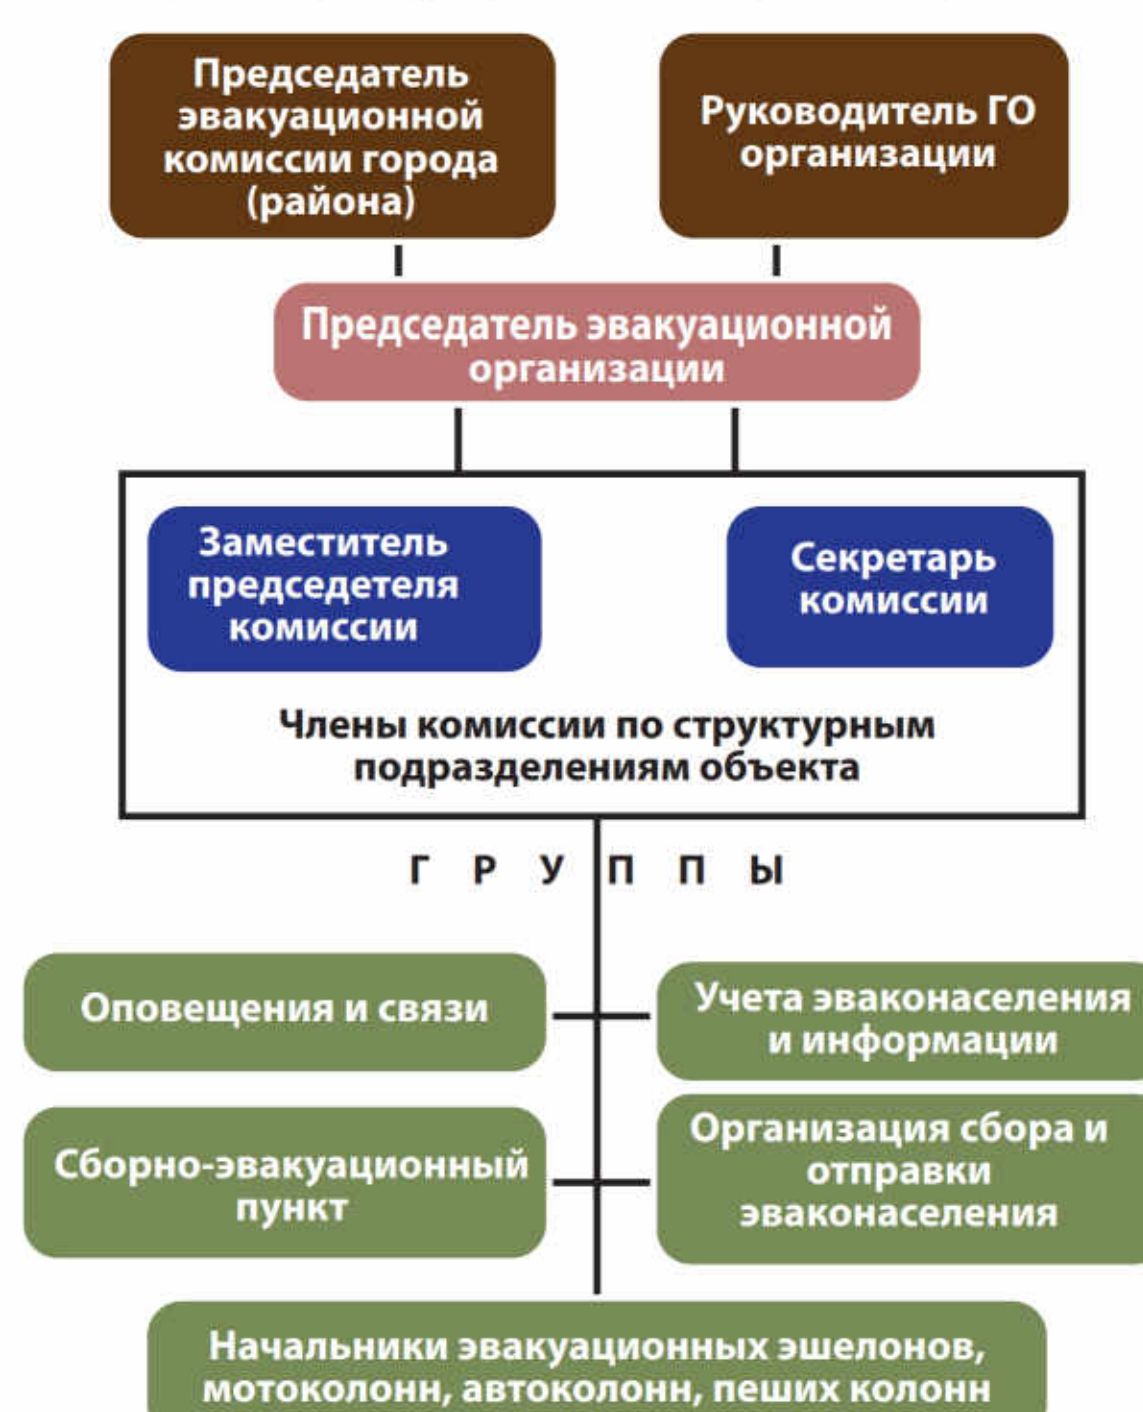 Председатель
эвакуационной
комиссии города
(района)
Руководитель ГО
организации
Председатель эвакуационной
организации
Заместитель
председетеля
комиссии
Секретарь
комиссии
Члены комиссии по структурным
подразделениям объекта
Г Р У П П Ы
Оповещения и связи
Учета эваконаселения
и информации
Сборно-эвакуационный
пункт
Организация сбора и
отправки
эваконаселения
Начальники эвакуационных эшелонов,
мотоколонн, автоколонн, пеших колонн